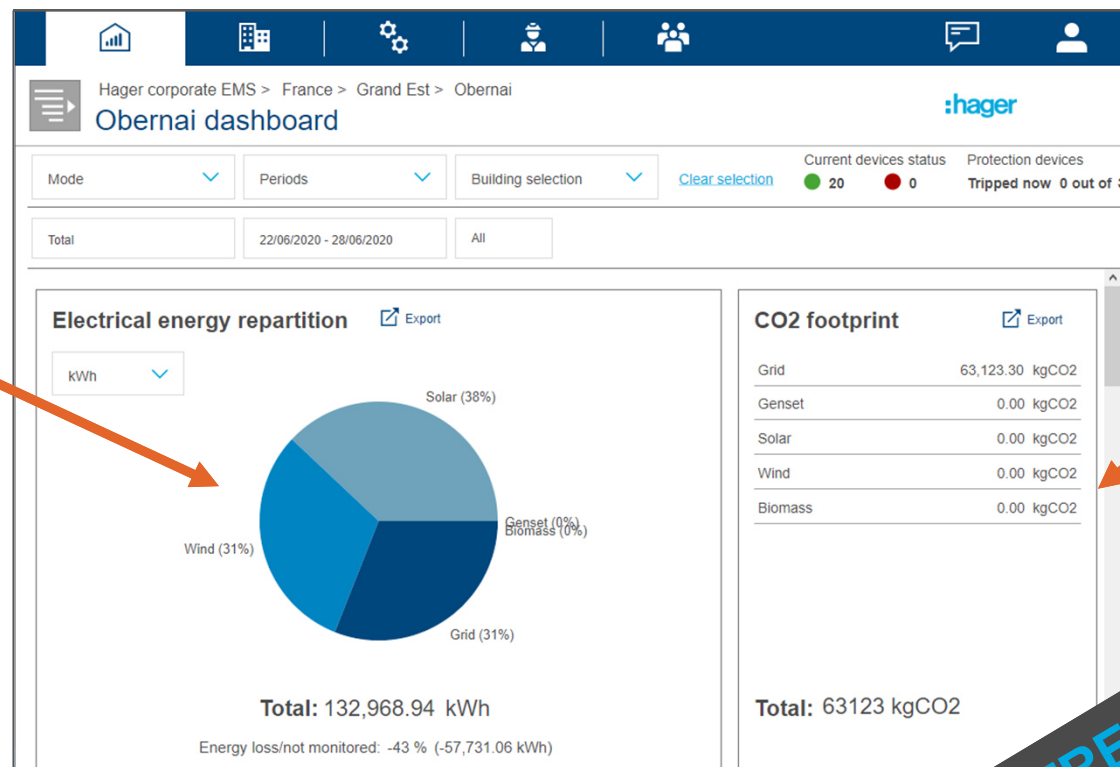 Hager corporate EMS > France > Grand Est > Obernai
Obernai dashboard
:hager
Mode
Periods
Building selection
Clear selection
Current devices status
20
0
Protection devices
Tripped now 0 out of
Total
22/06/2020 - 28/06/2020
All
Electrical energy repartition
Export
kWh
Solar (38%)
Genset (0%)
Biomass (0%)
Wind (31%)
Grid (31%)
Total: 132,968.94 kWh
Energy loss/not monitored: -43 % (-57,731.06 kWh)
CO2 footprint
Export
Grid 63,123.30 kgCO2
Genset 0.00 kgCO2
Solar 0.00 kgCO2
Wind 0.00 kgCO2
Biomass 0.00 kgCO2
Total: 63123 kgCO2